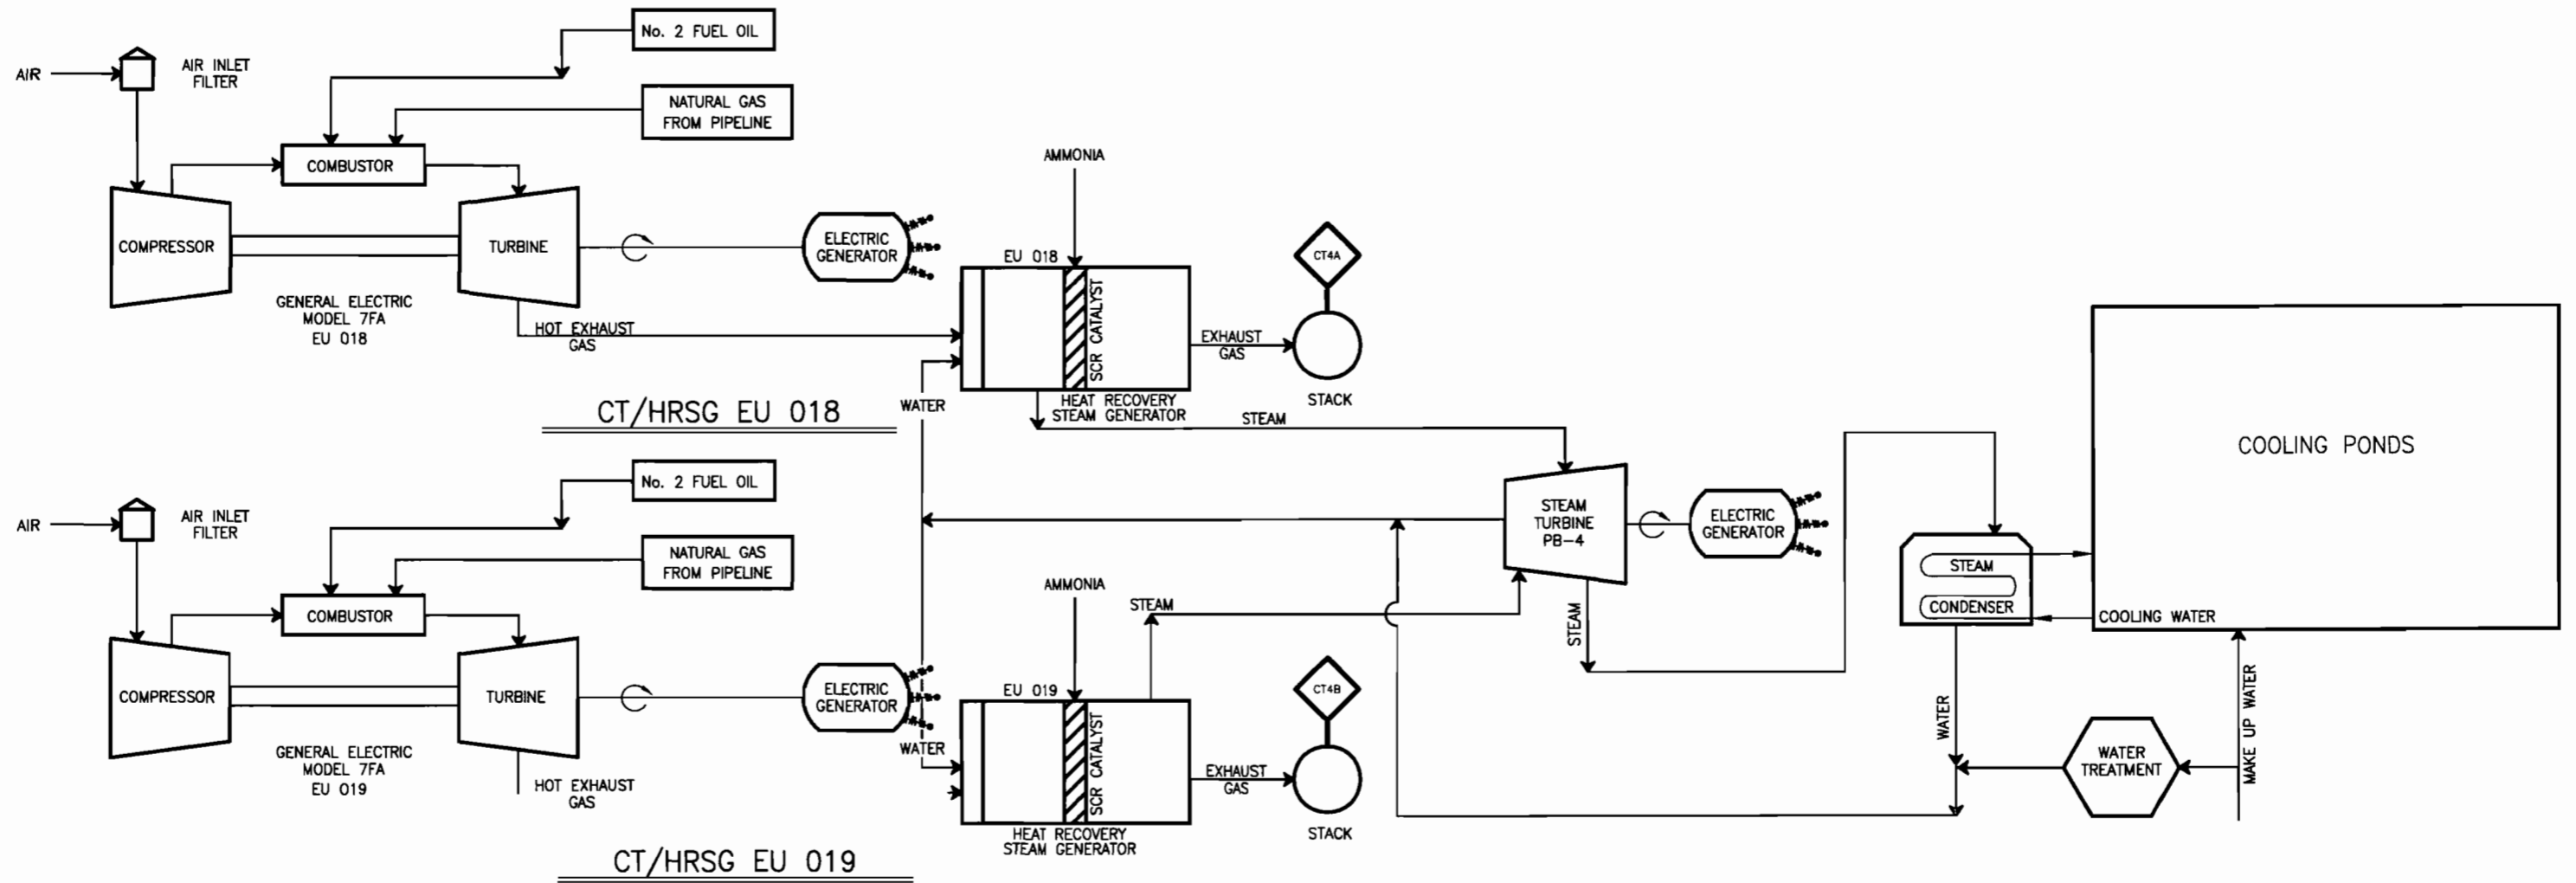 No. 2 FUEL OIL
AIR
AIR INLET
FILTER
NATURAL GAS
FROM PIPELINE
COMBUSTOR
COMPRESSOR
TURBINE
ELECTRIC
GENERATOR
GENERAL ELECTRIC
MODEL 7FA
EU 018
HOT EXHAUST
GAS
AMMONIA
EU 018
SCR CATALYST
HEAT RECOVERY
STEAM GENERATOR
EXHAUST
GAS
CT4A
STACK
WATER
STEAM
CT/HRSG EU 018
No. 2 FUEL OIL
AIR
AIR INLET
FILTER
NATURAL GAS
FROM PIPELINE
COMBUSTOR
COMPRESSOR
TURBINE
ELECTRIC
GENERATOR
GENERAL ELECTRIC
MODEL 7FA
EU 019
HOT EXHAUST
GAS
WATER
AMMONIA
EU 019
SCR CATALYST
HEAT RECOVERY
STEAM GENERATOR
STEAM
EXHAUST
GAS
CT4B
STACK
CT/HRSG EU 019
STEAM
TURBINE
PB-4
ELECTRIC
GENERATOR
STEAM
STEAM
CONDENSER
COOLING PONDS
COOLING WATER
WATER
WATER
TREATMENT
MAKE UP WATER